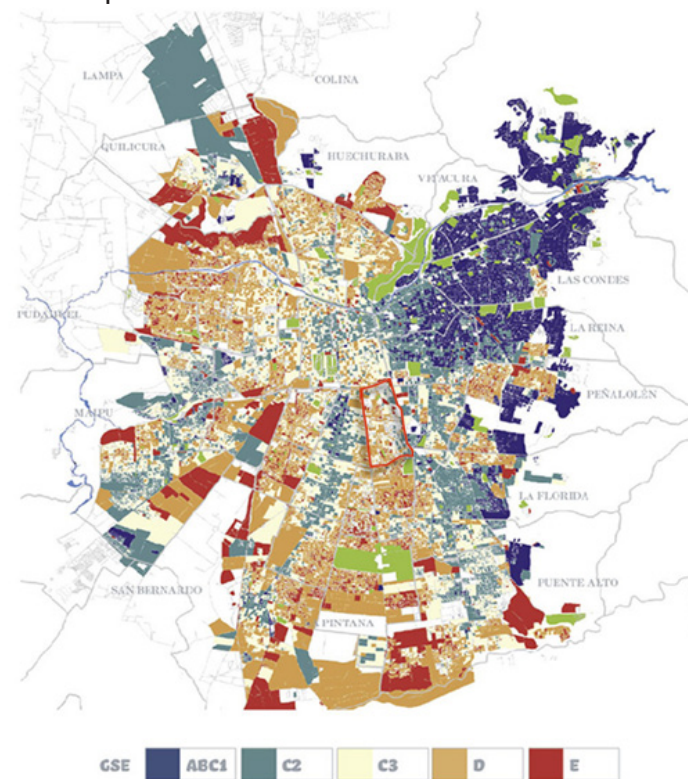 LAMPA
COLINA
QUILICURA
HUECHURABA
VITACURA
LAS CONDES
PUDAHUEL
LA REINA
PEÑALOLÉN
MAIPU
LA FLORIDA
PUENTE ALTO
SAN BERNARDO
PINTANA
GSE ABC1 C2 C3 D E